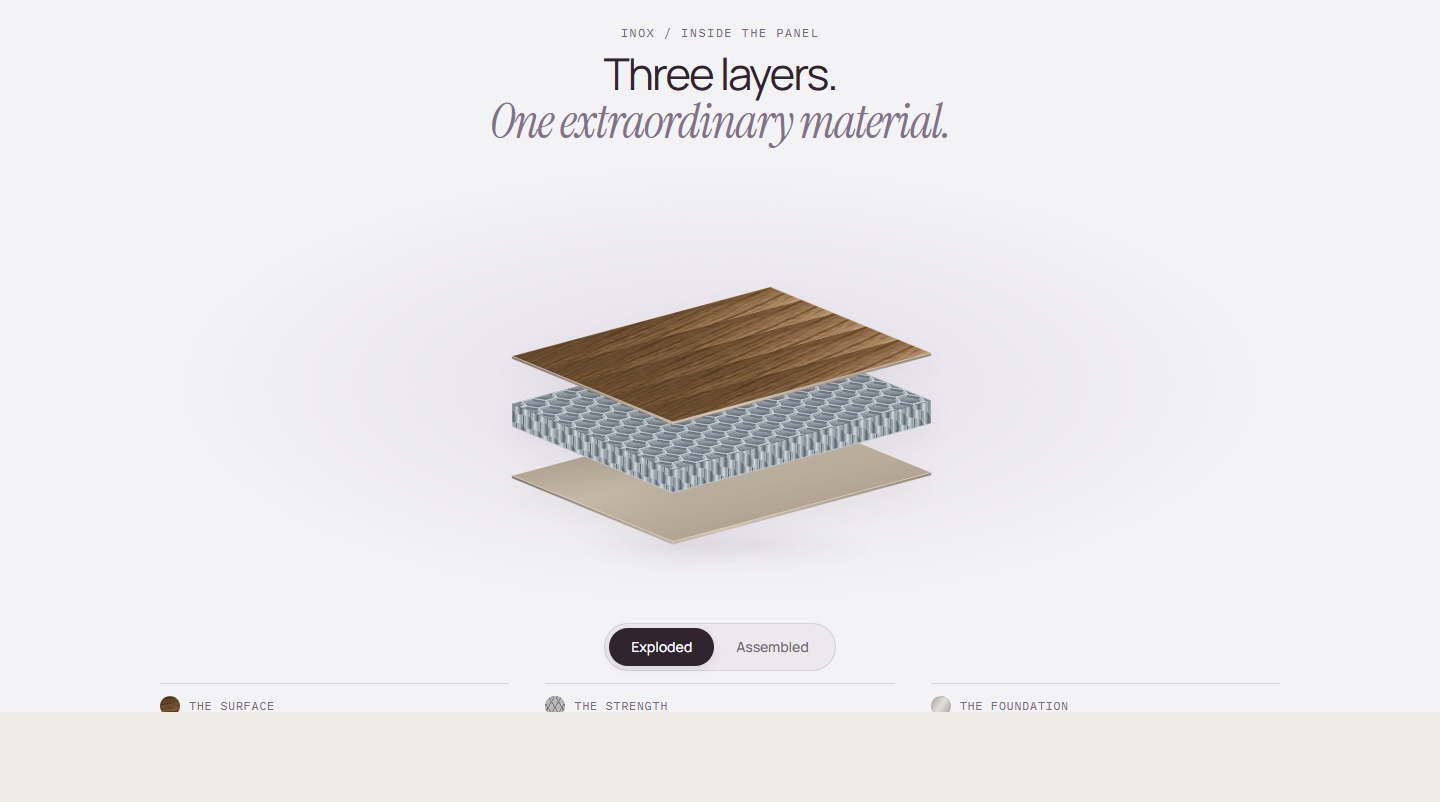 INOX / INSIDE THE PANEL
Three layers.
One extraordinary material.
Exploded
Assembled
THE SURFACE
THE STRENGTH
THE FOUNDATION